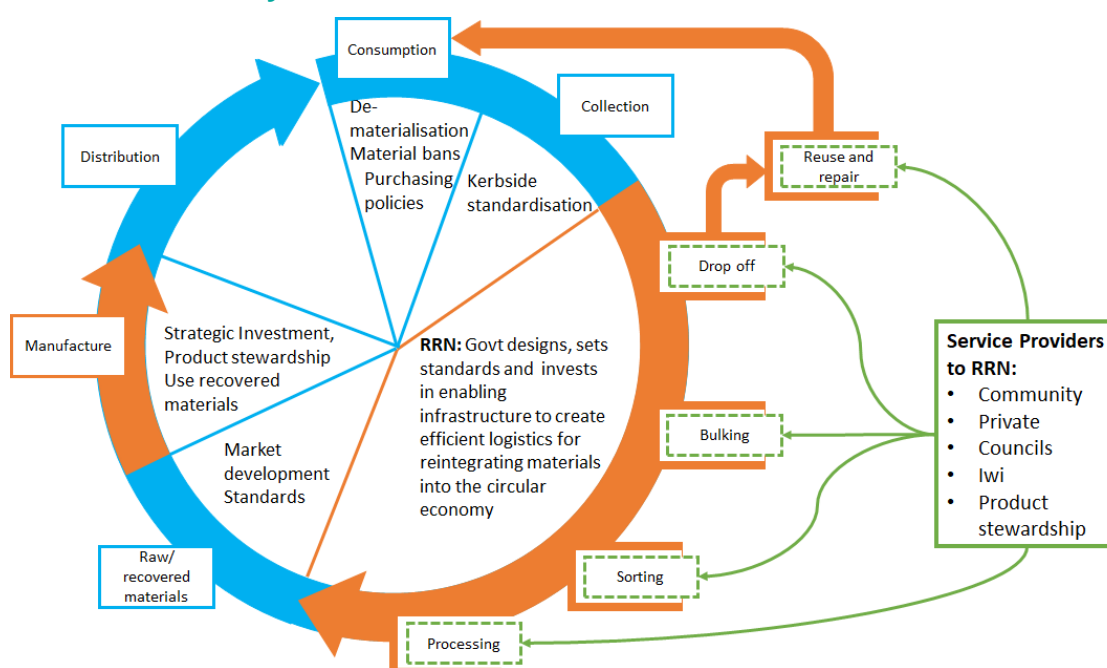 Consumption
Collection
Distribution
De-
materialisation
Material bans
Purchasing
policies
Kerbside
standardisation
Reuse and
repair
Drop off
Manufacture
Strategic Investment,
Product stewardship
Use recovered
materials
RRN: Govt designs, sets
standards and invests
in enabling
infrastructure to create
efficient logistics for
reintegrating materials
into the circular
economy
Service Providers
to RRN:
• Community
• Private
• Councils
• Iwi
• Product
stewardship
Bulking
Market
development
Standards
Raw/
recovered
materials
Sorting
Processing